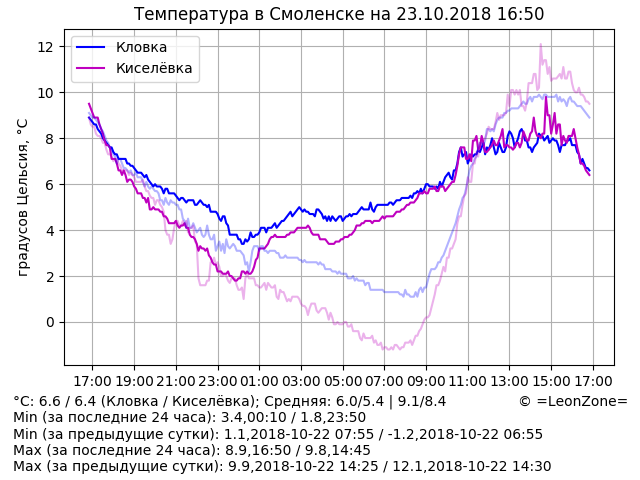 Температура в Смоленске на 23.10.2018 16:50
Кловка
Киселёвка
градусов Цельсия, °C
12
10
8
6
4
2
0
17:00 19:00 21:00 23:00 01:00 03:00 05:00 07:00 09:00 11:00 13:00 15:00 17:00
°C: 6.6 / 6.4 (Кловка / Киселёвка); Средняя: 6.0/5.4 | 9.1/8.4 © =LeonZone=
Min (за последние 24 часа): 3.4,00:10 / 1.8,23:50
Min (за предыдущие сутки): 1.1,2018-10-22 07:55 / -1.2,2018-10-22 06:55
Max (за последние 24 часа): 8.9,16:50 / 9.8,14:45
Max (за предыдущие сутки): 9.9,2018-10-22 14:25 / 12.1,2018-10-22 14:30